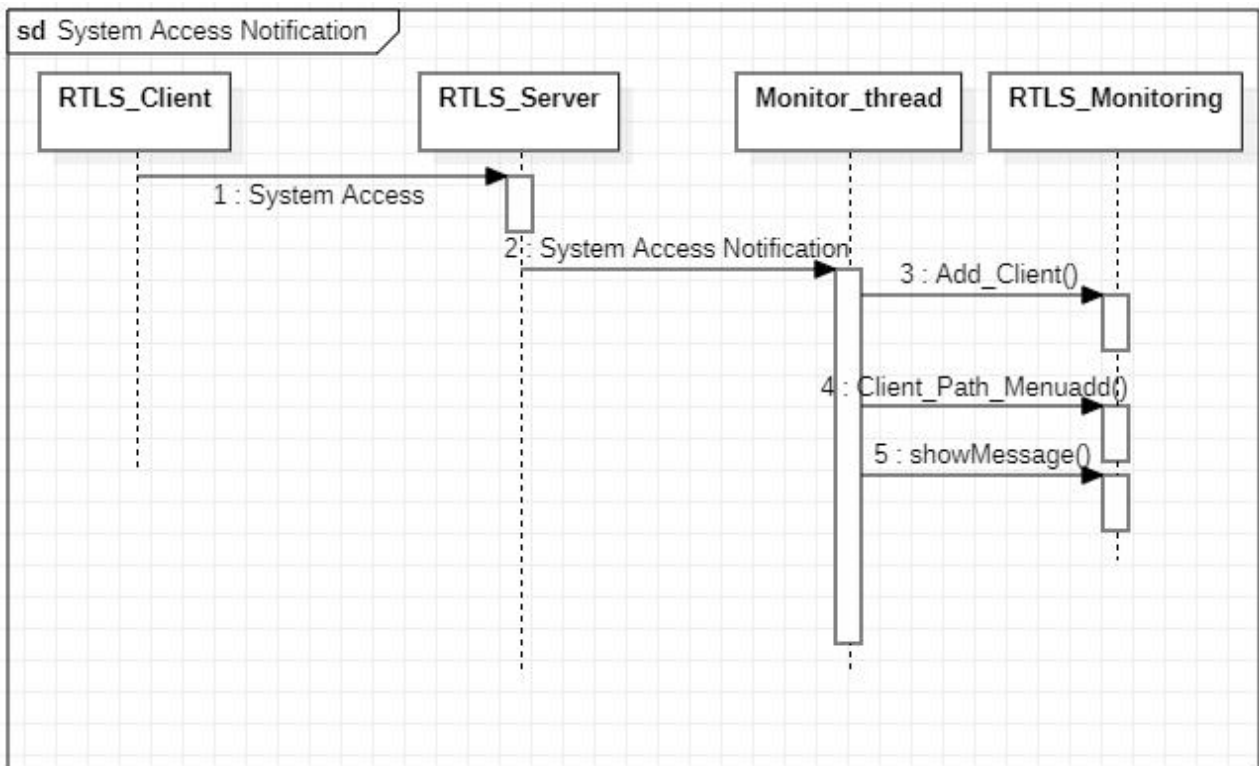 sd System Access Notification
RTLS_Client
RTLS_Server
Monitor_thread
RTLS_Monitoring
1 : System Access
2 : System Access Notification
3 : Add_Client()
4 : Client_Path_Menuadd()
5 : showMessage()